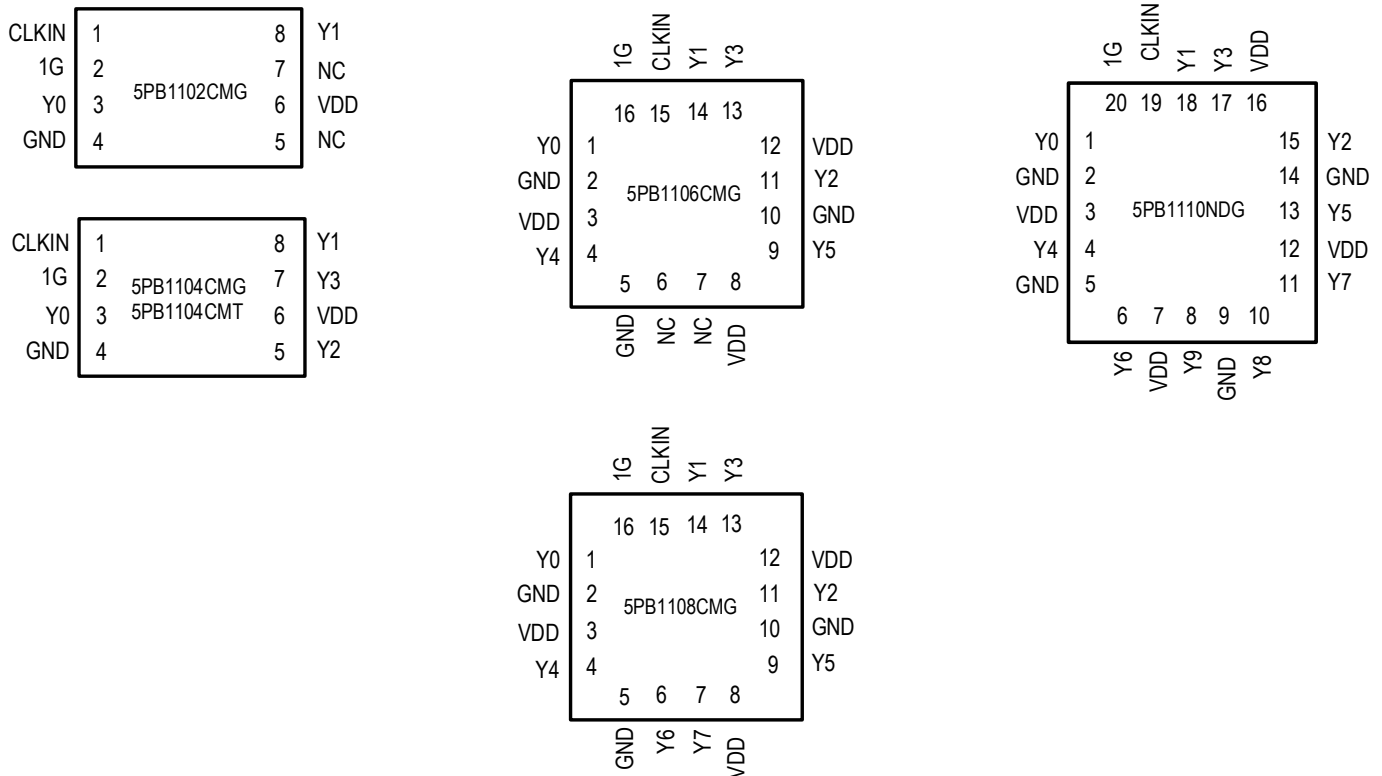 CLKIN 1 8 Y1
1G 2 7 NC
5PB1102CMG
Y0 3 6 VDD
GND 4 5 NC
CLKIN 1 8 Y1
1G 2 7 Y3
5PB1104CMG
5PB1104CMT
Y0 3 6 VDD
GND 4 5 Y2
1G CLKIN Y1 Y3
16 15 14 13
Y0 1 12 VDD
GND 2 11 Y2
5PB1106CMG
VDD 3 10 GND
Y4 4 9 Y5
5 6 7 8
GND NC NC VDD
1G CLKIN Y1 Y3 VDD
20 19 18 17 16
Y0 1 15 Y2
GND 2 14 GND
VDD 3 5PB1110NDG 13 Y5
Y4 4 12 VDD
GND 5 11 Y7
6 7 8 9 10
Y6 VDD Y9 GND Y8
1G CLKIN Y1 Y3
16 15 14 13
Y0 1 12 VDD
GND 2 11 Y2
5PB1108CMG
VDD 3 10 GND
Y4 4 9 Y5
5 6 7 8
GND Y6 Y7 VDD